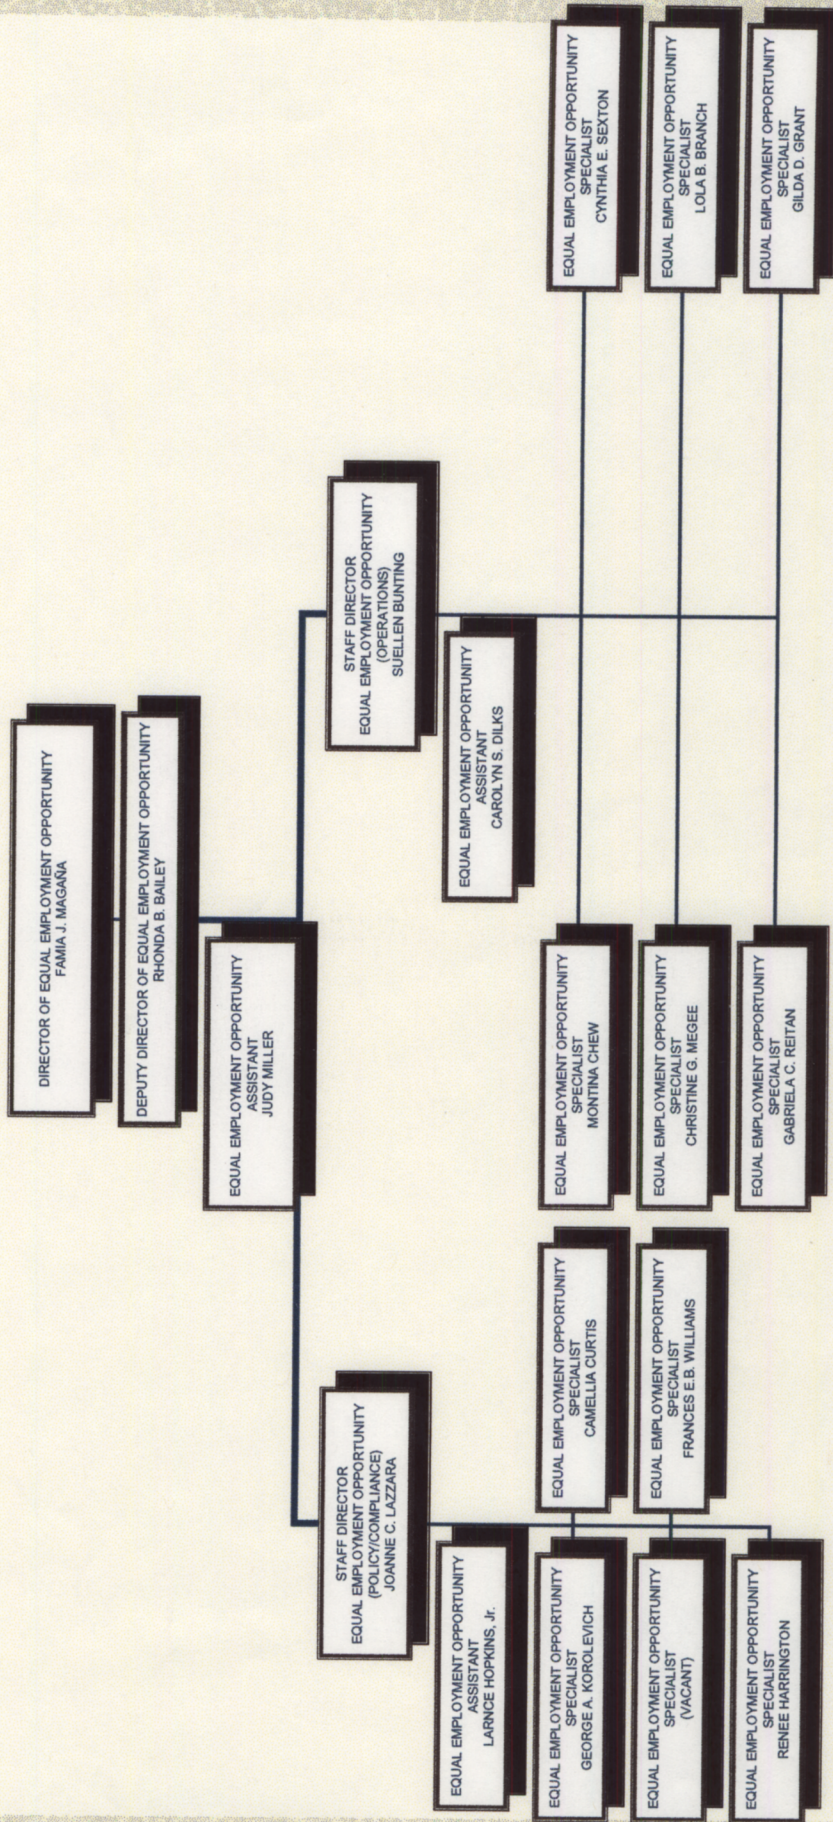 DIRECTOR OF EQUAL EMPLOYMENT OPPORTUNITY
FAMIA J. MAGAÑA
DEPUTY DIRECTOR OF EQUAL EMPLOYMENT OPPORTUNITY
RHONDA B. BAILEY
EQUAL EMPLOYMENT OPPORTUNITY
ASSISTANT
JUDY MILLER
STAFF DIRECTOR
EQUAL EMPLOYMENT OPPORTUNITY
(POLICY/COMPLIANCE)
JOANNE C. LAZZARA
EQUAL EMPLOYMENT OPPORTUNITY
ASSISTANT
LARNCE HOPKINS, Jr.
EQUAL EMPLOYMENT OPPORTUNITY
SPECIALIST
GEORGE A. KOROLEVICH
EQUAL EMPLOYMENT OPPORTUNITY
SPECIALIST
CAMELLIA CURTIS
EQUAL EMPLOYMENT OPPORTUNITY
SPECIALIST
(VACANT)
EQUAL EMPLOYMENT OPPORTUNITY
SPECIALIST
FRANCES E.B. WILLIAMS
EQUAL EMPLOYMENT OPPORTUNITY
SPECIALIST
RENEE HARRINGTON
STAFF DIRECTOR
EQUAL EMPLOYMENT OPPORTUNITY
(OPERATIONS)
SUELLEN BUNTING
EQUAL EMPLOYMENT OPPORTUNITY
ASSISTANT
CAROLYN S. DILKS
EQUAL EMPLOYMENT OPPORTUNITY
SPECIALIST
MONTINA CHEW
EQUAL EMPLOYMENT OPPORTUNITY
SPECIALIST
CYNTHIA E. SEXTON
EQUAL EMPLOYMENT OPPORTUNITY
SPECIALIST
CHRISTINE G. MEGEE
EQUAL EMPLOYMENT OPPORTUNITY
SPECIALIST
LOLA B. BRANCH
EQUAL EMPLOYMENT OPPORTUNITY
SPECIALIST
GABRIELA C. REITAN
EQUAL EMPLOYMENT OPPORTUNITY
SPECIALIST
GILDA D. GRANT